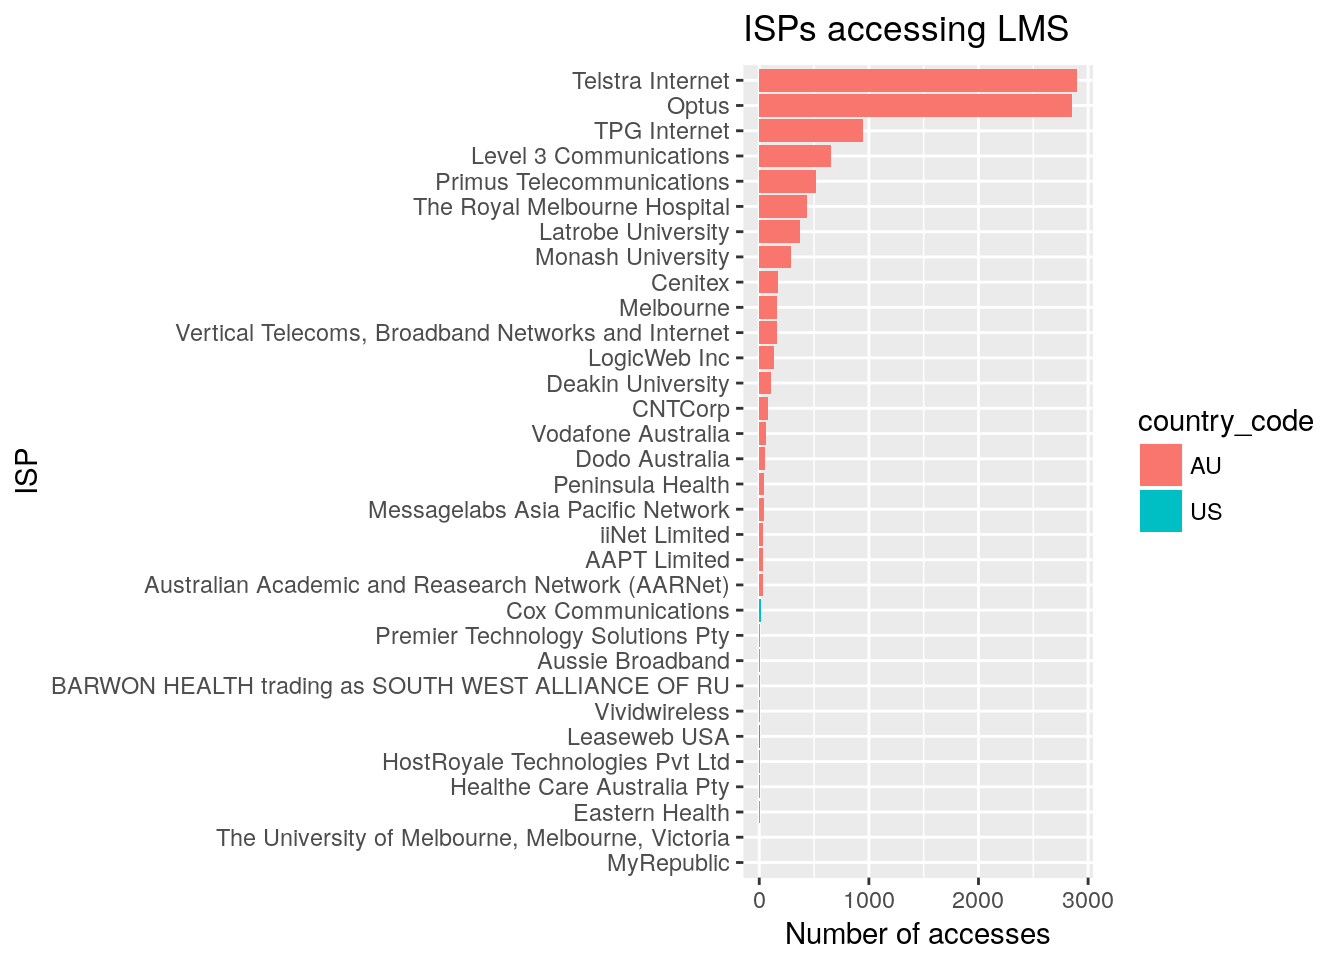 ISPs accessing LMS
Telstra Internet
Optus
TPG Internet
Level 3 Communications
Primus Telecommunications
The Royal Melbourne Hospital
Latrobe University
Monash University
Cenitex
Melbourne
Vertical Telecoms, Broadband Networks and Internet
LogicWeb Inc
Deakin University
CNTCorp
Vodafone Australia
Dodo Australia
Peninsula Health
Messagelabs Asia Pacific Network
iiNet Limited
AAPT Limited
Australian Academic and Reasearch Network (AARNet)
Cox Communications
Premier Technology Solutions Pty
Aussie Broadband
BARWON HEALTH trading as SOUTH WEST ALLIANCE OF RU
Vividwireless
Leaseweb USA
HostRoyale Technologies Pvt Ltd
Healthe Care Australia Pty
Eastern Health
The University of Melbourne, Melbourne, Victoria
MyRepublic
ISP
0 1000 2000 3000
Number of accesses
country_code
AU
US